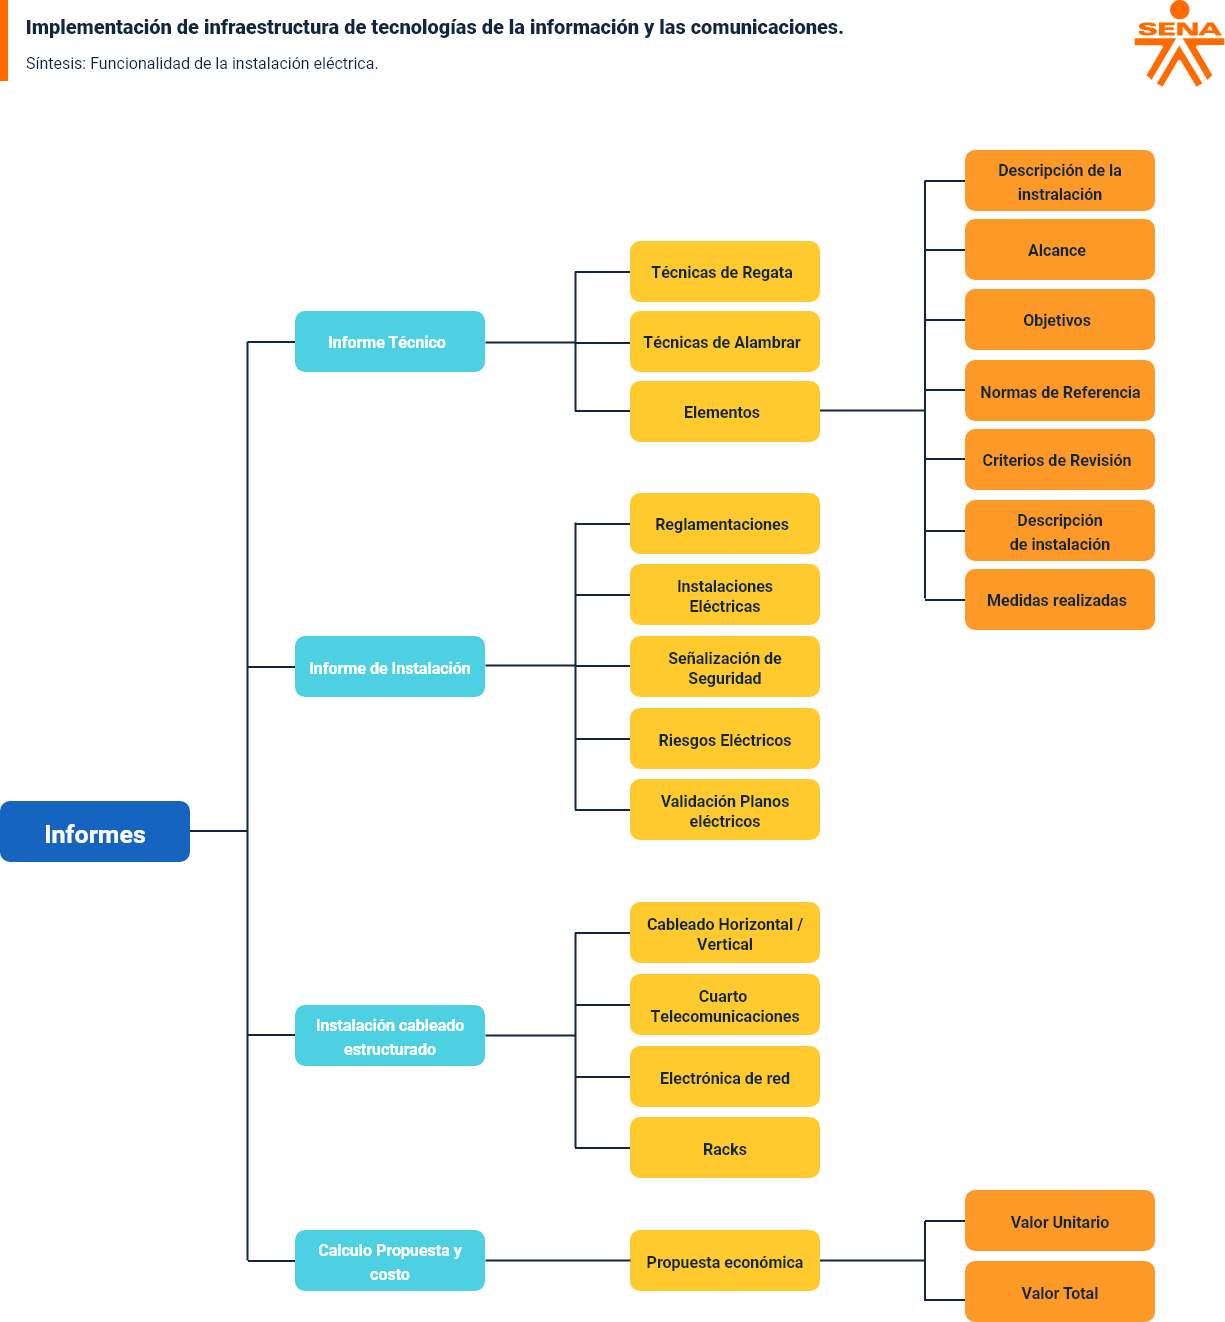 Implementación de infraestructura de tecnologías de la información y las comunicaciones.
Síntesis: Funcionalidad de la instalación eléctrica.
SENA
Informes
Informe Técnico
Técnicas de Regata
Técnicas de Alambrar
Elementos
Descripción de la
instralación
Alcance
Objetivos
Normas de Referencia
Criterios de Revisión
Descripción
de instalación
Medidas realizadas
Informe de Instalación
Reglamentaciones
Instalaciones
Eléctricas
Señalización de
Seguridad
Riesgos Eléctricos
Validación Planos
eléctricos
Instalación cableado
estructurado
Cableado Horizontal /
Vertical
Cuarto
Telecomunicaciones
Electrónica de red
Racks
Calculo Propuesta y
costo
Propuesta económica
Valor Unitario
Valor Total